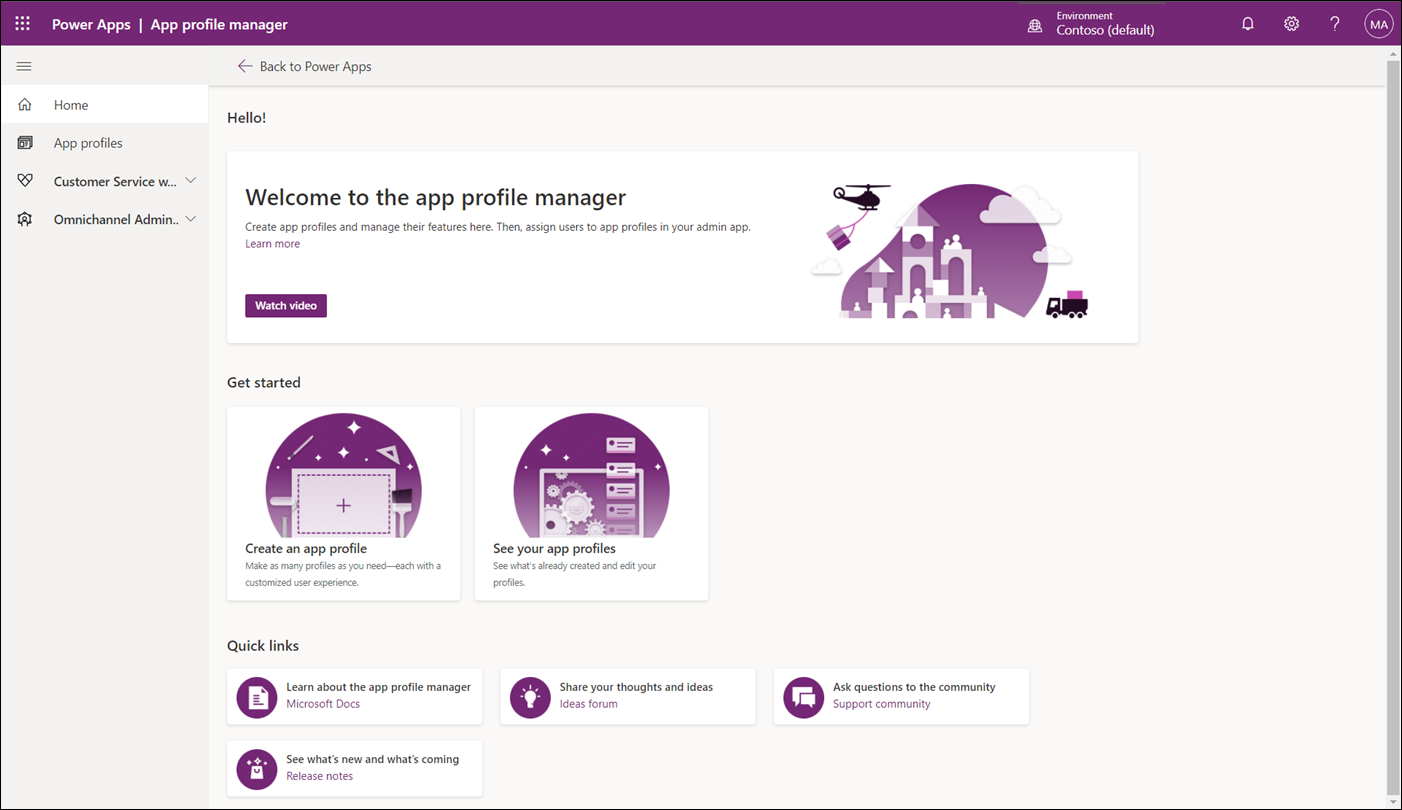 Power Apps | App profile manager
Environment
Contoso (default)
?
MA
Back to Power Apps
Home
App profiles
Customer Service w...
Omnichannel Admin..
Hello!
Welcome to the app profile manager
Create app profiles and manage their features here. Then, assign users to app profiles in your admin app.
Learn more
Watch video
Get started
Create an app profile
Make as many profiles as you need—each with a
customized user experience.
See your app profiles
See what's already created and edit your
profiles.
Quick links
Learn about the app profile manager
Microsoft Docs
Share your thoughts and ideas
Ideas forum
Ask questions to the community
Support community
See what's new and what's coming
Release notes